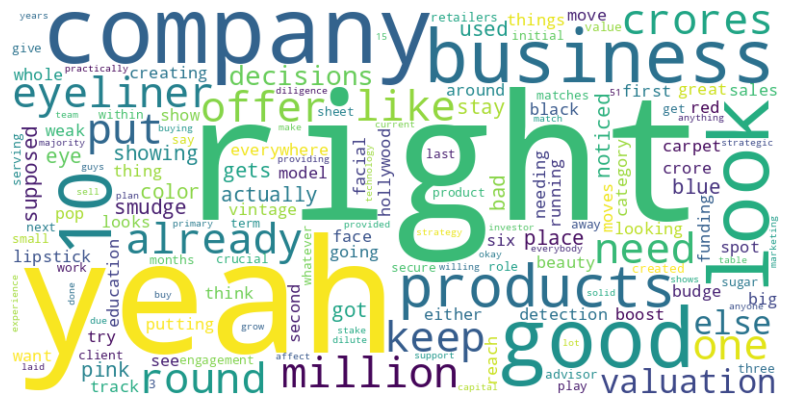 years
company
retailers
used
things
move
value
crores
practically
15
initial
give
business
whole
creating
decisions
eyeliner
offer
like
around
first
great
sales
team
within
diligence
sheet
black
matches
51
get
red
anything
look
majority
buying
show
make
current
stay
match
strategic
put
weak
say
everywhere
noticed
carpet
serving
guys
providing
last
crore
supposed
eye
showing
gets
model
facial
hollywood
technology
needing
running
category
10
sell
thing
color
actually
bad
moves
blue
plan
smudge
vintage
product
looking
right
next
pop
looks
already
term
face
away
need
funding
spot
small
primary
provided
six
place
created
shows
marketing
lipstick
months
whatever
going
strategy
investor
beauty
table
work
crucial
okay
everybody
secure
role
sugar
education
yeah
think
products
willing
solid
budge
big
experience
done
due
buy
second
got
either
detection
boost
else
putting
grow
stake
keep
good
one
want
try
dilute
client
see
engagement
affect
support
reach
lot
anyone
three
laid
pink
round
million
advisor
play
valuation
track
3
capital